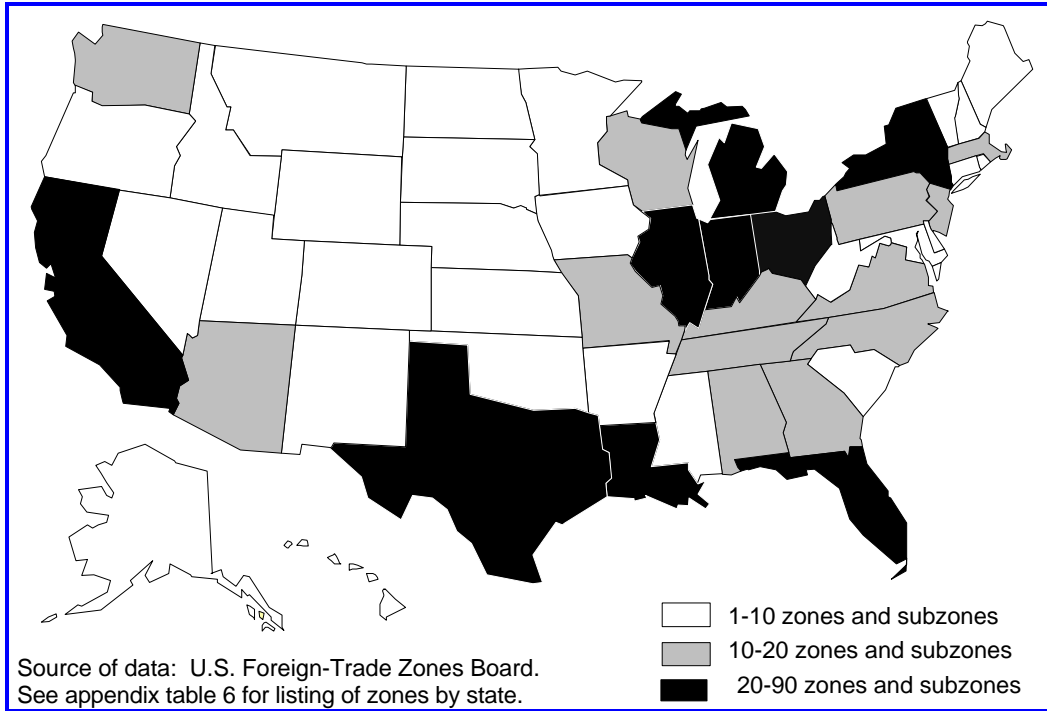 1-10 zones and subzones
10-20 zones and subzones
20-90 zones and subzones
Source of data: U.S. Foreign-Trade Zones Board.
See appendix table 6 for listing of zones by state.